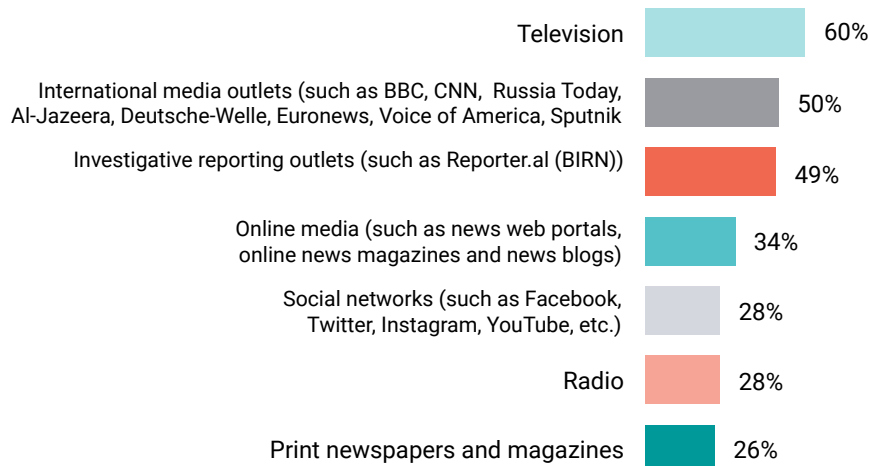 Television 60%
International media outlets (such as BBC, CNN, Russia Today,
Al-Jazeera, Deutsche-Welle, Euronews, Voice of America, Sputnik 50%
Investigative reporting outlets (such as Reporter.al (BIRN)) 49%
Online media (such as news web portals,
online news magazines and news blogs) 34%
Social networks (such as Facebook,
Twitter, Instagram, YouTube, etc.) 28%
Radio 28%
Print newspapers and magazines 26%